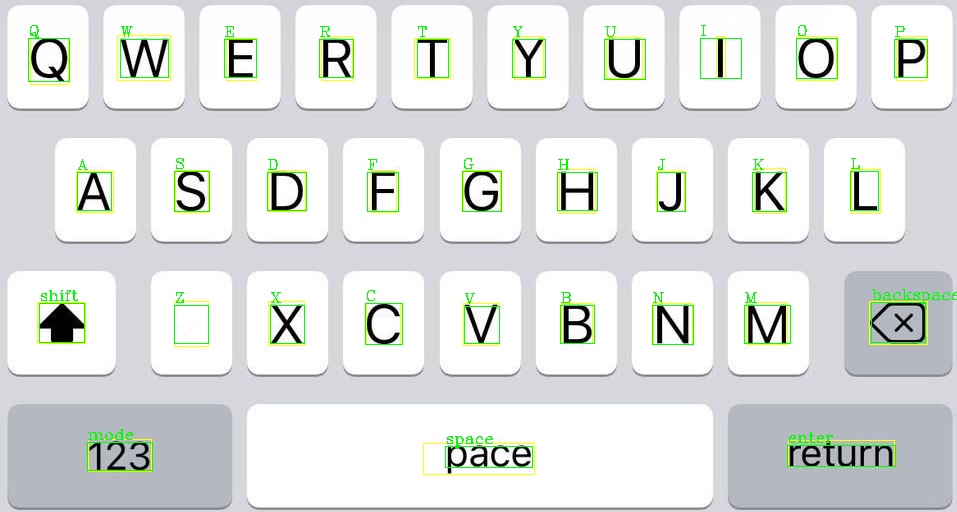 Q W E R T Y U I O P
Q W E R T Y U I O P
A S D F G H J K L
A S D F G H J K L
shift Z X C V B N M backspace
X C V B N M
mode space enter
123 pace return